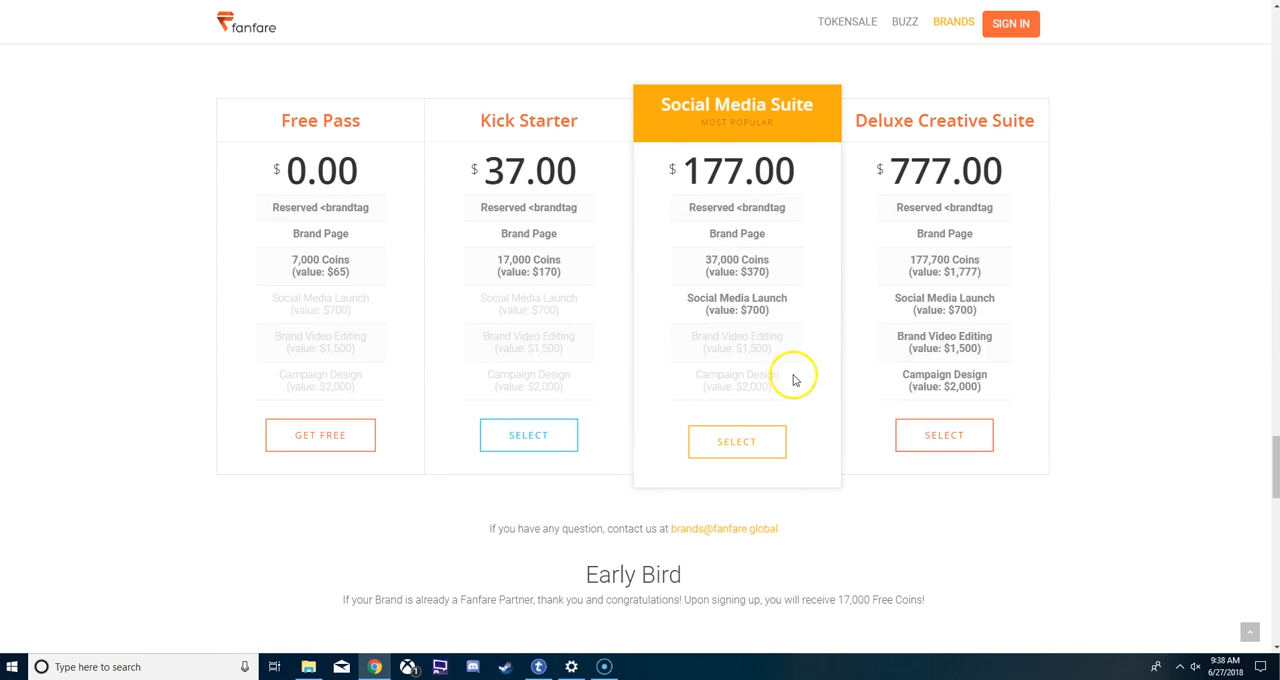 fanfare
TOKENSALE BUZZ BRANDS SIGN IN
Free Pass
$ 0.00
Reserved <brandtag
Brand Page
7,000 Coins
(value: $65)
Social Media Launch
(value: $700)
Brand Video Editing
(value: $1,500)
Campaign Design
(value: $2,000)
GET FREE
Kick Starter
$ 37.00
Reserved <brandtag
Brand Page
17,000 Coins
(value: $170)
Social Media Launch
(value: $700)
Brand Video Editing
(value: $1,500)
Campaign Design
(value: $2,000)
SELECT
Social Media Suite
MOST POPULAR
$ 177.00
Reserved <brandtag
Brand Page
37,000 Coins
(value: $370)
Social Media Launch
(value: $700)
Brand Video Editing
(value: $1,500)
Campaign Design
(value: $2,000)
SELECT
Deluxe Creative Suite
$ 777.00
Reserved <brandtag
Brand Page
177,700 Coins
(value: $1,777)
Social Media Launch
(value: $700)
Brand Video Editing
(value: $1,500)
Campaign Design
(value: $2,000)
SELECT
If you have any question, contact us at brands@fanfare.global
Early Bird
If your Brand is already a Fanfare Partner, thank you and congratulations! Upon signing up, you will receive 17,000 Free Coins!
Type here to search
9:38 AM
6/27/2018